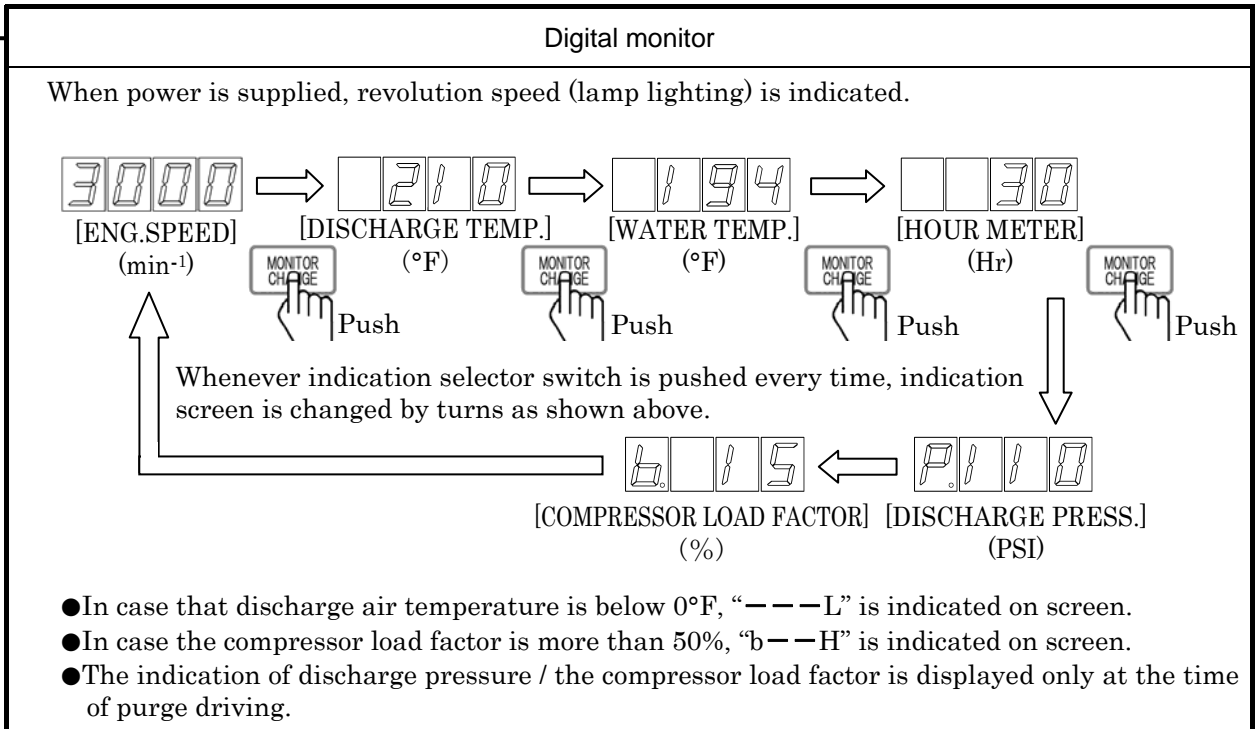 Digital monitor
When power is supplied, revolution speed (lamp lighting) is indicated.
3000 210 194 30
[ENG.SPEED] [DISCHARGE TEMP.] [WATER TEMP.] [HOUR METER]
(min-1) (°F) (°F) (Hr)
MONITOR CHANGE MONITOR CHANGE MONITOR CHANGE MONITOR CHANGE
Push Push Push Push
Whenever indication selector switch is pushed every time, indication
screen is changed by turns as shown above.
b. 15 P.110
[COMPRESSOR LOAD FACTOR] [DISCHARGE PRESS.]
(%) (PSI)
●In case that discharge air temperature is below 0°F, “−−−L” is indicated on screen.
●In case the compressor load factor is more than 50%, “b−−H” is indicated on screen.
●The indication of discharge pressure / the compressor load factor is displayed only at the time
of purge driving.